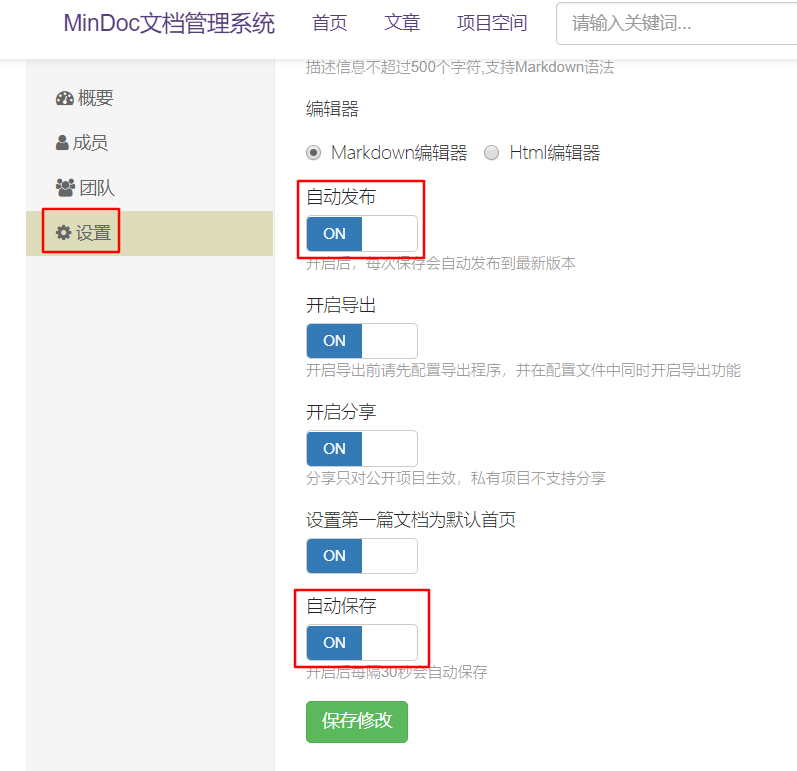 MinDoc文档管理系统 首页 文章 项目空间 请输入关键词...
概要
成员
团队
设置
描述信息不超过500个字符,支持Markdown语法
编辑器
Markdown编辑器 Html编辑器
自动发布
ON
开启后，每次保存会自动发布到最新版本
开启导出
ON
开启导出前请先配置导出程序，并在配置文件中同时开启导出功能
开启分享
ON
分享只对公开项目生效，私有项目不支持分享
设置第一篇文档为默认首页
ON
自动保存
ON
开启后每隔30秒会自动保存
保存修改